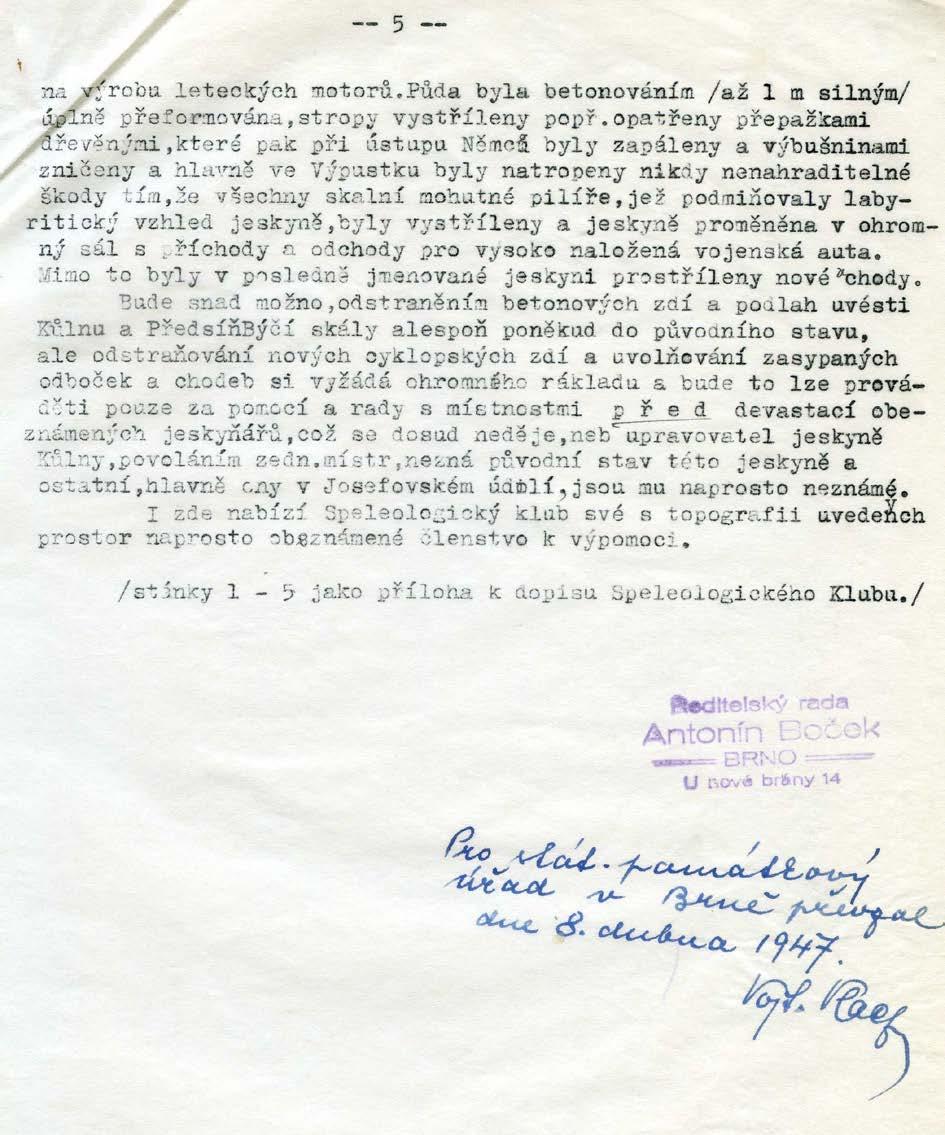 -- 5 --
na výrobu leteckých motorů.Půda byla betonováním /až 1 m silným/
úplně přeformována,stropy vystříleny popř.opatřeny přepažkami
dřevěnými,které pak při ústupu Němců byly zapáleny a výbušninami
zničeny a hlavně ve Výpustku byly natropeny nikdy nenahraditelné
škody tím,že všechny skalní mohutné pilíře,jež podmiňovaly laby-
ritický vzhled jeskyně,byly vystříleny a jeskyně proměněna v ohrom-
ný sál s příchody a odchody pro vysoko naložená vojenská auta.
Mimo to byly v posledně jmenované jeskyni prostříleny nové chody.
Bude snad možno,odstraněním betonových zdí a podlah uvésti
Kůlnu a PředsíňBýčí skály alespoň poněkud do původního stavu,
ale odstraňování nových cyklopských zdí a uvolňování zasypaných
odboček a chodeb si vyžádá ohromného rákladu a bude to lze prová-
děti pouze za pomocí a rady s místnostmi p ř e d devastací obe-
známených jeskyňářů,což se dosud neděje,neb upravovatel jeskyně
Kůlny,povoláním zedn.místr,nezná původní stav této jeskyně a
ostatní,hlavně ony v Josefovském údolí,jsou mu naprosto neznámé.
I zde nabízí Speleologický klub své s topografii uvedených
prostor naprosto obeznámené členstvo k výpomoci.
/stánky 1 - 5 jako příloha k dopisu Speleologického Klubu./
Ředitelský rada
Antonín Boček
BRNO
U nové brány 14
Pro stát. památkový
úřad v Brně převzal
dne 8. dubna 1947.
Vojt.